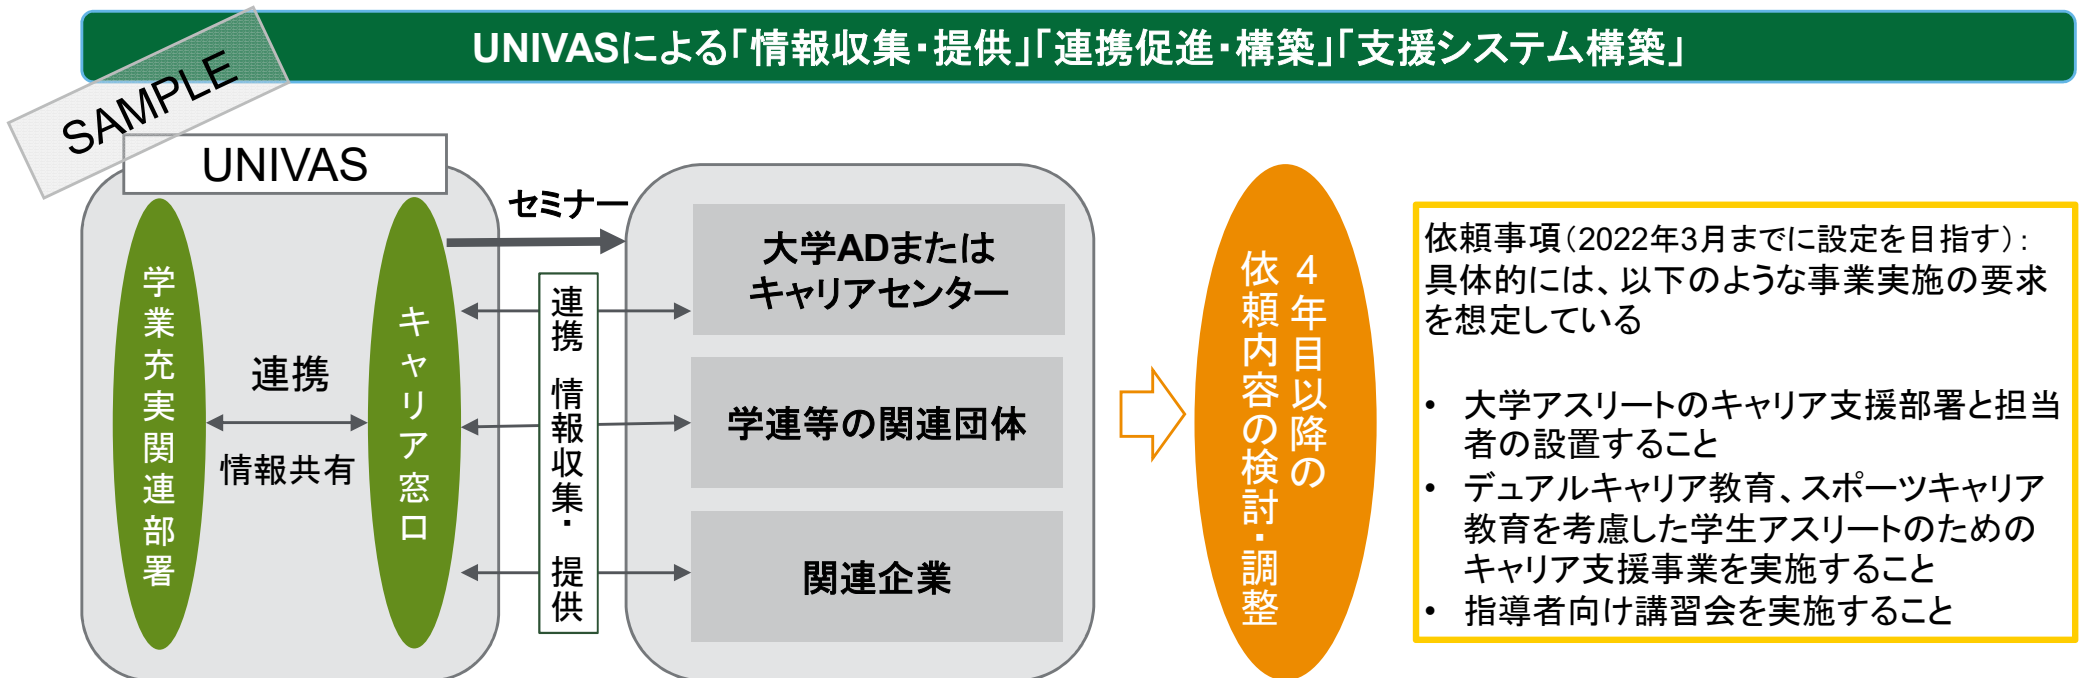 UNIVASによる「情報収集・提供」「連携促進・構築」「支援システム構築」
SAMPLE
UNIVAS
学業充実関連部署
連携
情報共有
キャリア窓口
セミナー
連携 情報収集・提供
大学ADまたは
キャリアセンター
学連等の関連団体
関連企業
4年目以降の
依頼内容の検討・調整
依頼事項（2022年3月までに設定を目指す）：
具体的には、以下のような事業実施の要求
を想定している
• 大学アスリートのキャリア支援部署と担当
者の設置すること
• デュアルキャリア教育、スポーツキャリア
教育を考慮した学生アスリートのための
キャリア支援事業を実施すること
• 指導者向け講習会を実施すること